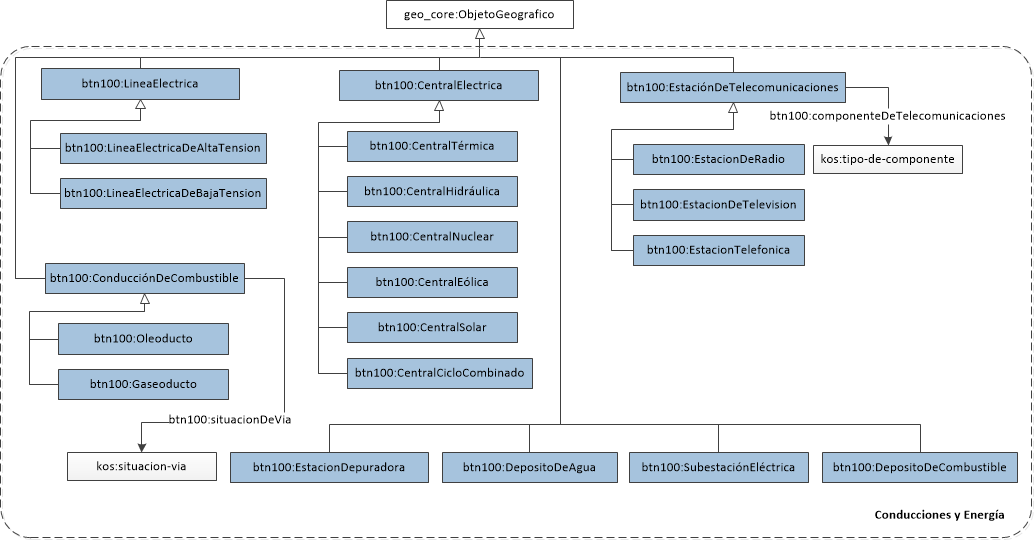 geo_core:ObjetoGeografico
btn100:LineaElectrica
btn100:CentralElectrica
btn100:EstaciónDeTelecomunicaciones
btn100:componenteDeTelecomunicaciones
btn100:LineaElectricaDeAltaTension
btn100:CentralTérmica
btn100:EstacionDeRadio
kos:tipo-de-componente
btn100:LineaElectricaDeBajaTension
btn100:CentralHidráulica
btn100:EstacionDeTelevision
btn100:CentralNuclear
btn100:EstacionTelefonica
btn100:ConducciónDeCombustible
btn100:CentralEólica
btn100:Oleoducto
btn100:CentralSolar
btn100:Gaseoducto
btn100:CentralCicloCombinado
btn100:situacionDeVia
kos:situacion-via
btn100:EstacionDepuradora
btn100:DepositoDeAgua
btn100:SubestaciónEléctrica
btn100:DepositoDeCombustible
Conducciones y Energía